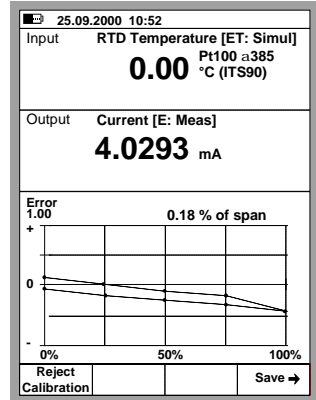 25.09.2000 10:52
Input RTD Temperature [ET: Simul]
0.00 Pt100 a385
°C (ITS90)
Output Current [E: Meas]
4.0293 mA
Error
1.00 0.18 % of span
+
0
-
0% 50% 100%
Reject
Calibration
Save →